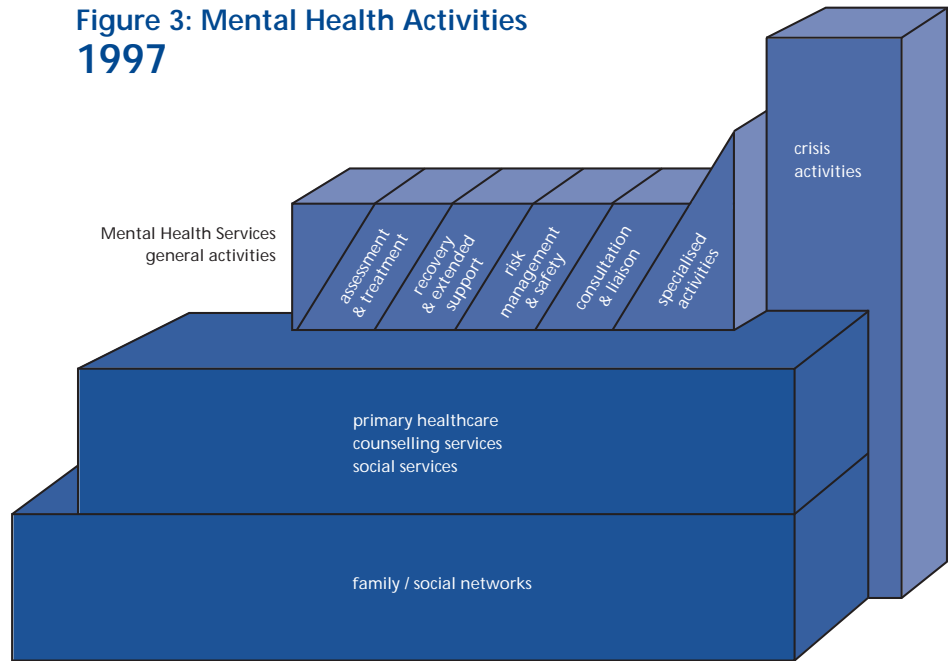 Figure 3: Mental Health Activities
1997
crisis
activities
Mental Health Services
general activities
assessment
& treatment
recovery
& extended
support
risk
management
& safety
consultation
& liaison
specialised
activities
primary healthcare
counselling services
social services
family / social networks